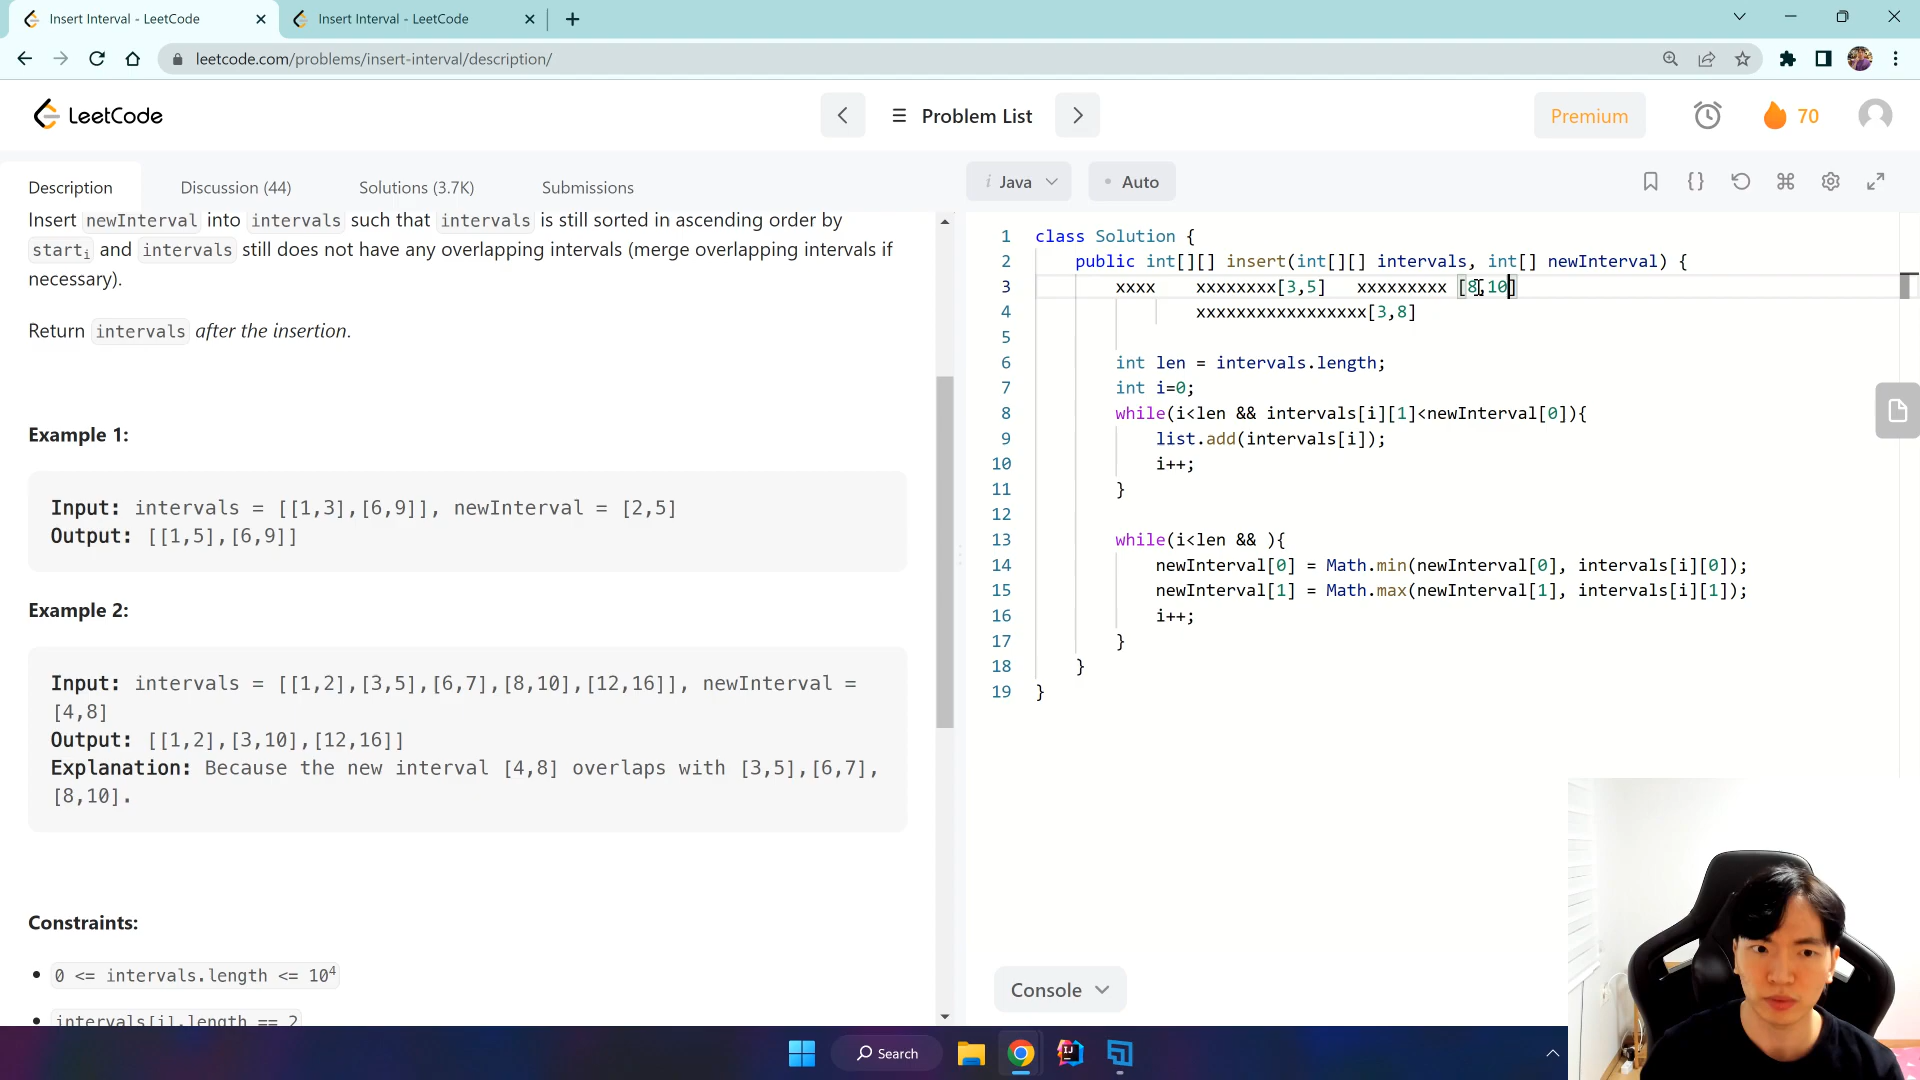 Insert Interval - LeetCode
Insert Interval - LeetCode
leetcode.com/problems/insert-interval/description/
LeetCode
Problem List
Premium
70
Description
Discussion (44)
Solutions (3.7K)
Submissions
Insert newInterval into intervals such that intervals is still sorted in ascending order by
starti and intervals still does not have any overlapping intervals (merge overlapping intervals if
necessary).
Return intervals after the insertion.
Example 1:
Input: intervals = [[1,3],[6,9]], newInterval = [2,5]
Output: [[1,5],[6,9]]
Example 2:
Input: intervals = [[1,2],[3,5],[6,7],[8,10],[12,16]], newInterval =
[4,8]
Output: [[1,2],[3,10],[12,16]]
Explanation: Because the new interval [4,8] overlaps with [3,5],[6,7],
[8,10].
Constraints:
0 <= intervals.length <= 10^4
intervals[i].length == 2
i Java
Auto
1 class Solution {
2 public int[][] insert(int[][] intervals, int[] newInterval) {
3 xxxx xxxxxxxx[3,5] xxxxxxxxx [8,10]
4 xxxxxxxxxxxxxxxxx[3,8]
5
6 int len = intervals.length;
7 int i=0;
8 while(i<len && intervals[i][1]<newInterval[0]){
9 list.add(intervals[i]);
10 i++;
11 }
12
13 while(i<len && ){
14 newInterval[0] = Math.min(newInterval[0], intervals[i][0]);
15 newInterval[1] = Math.max(newInterval[1], intervals[i][1]);
16 i++;
17 }
18 }
19 }
Console
Search